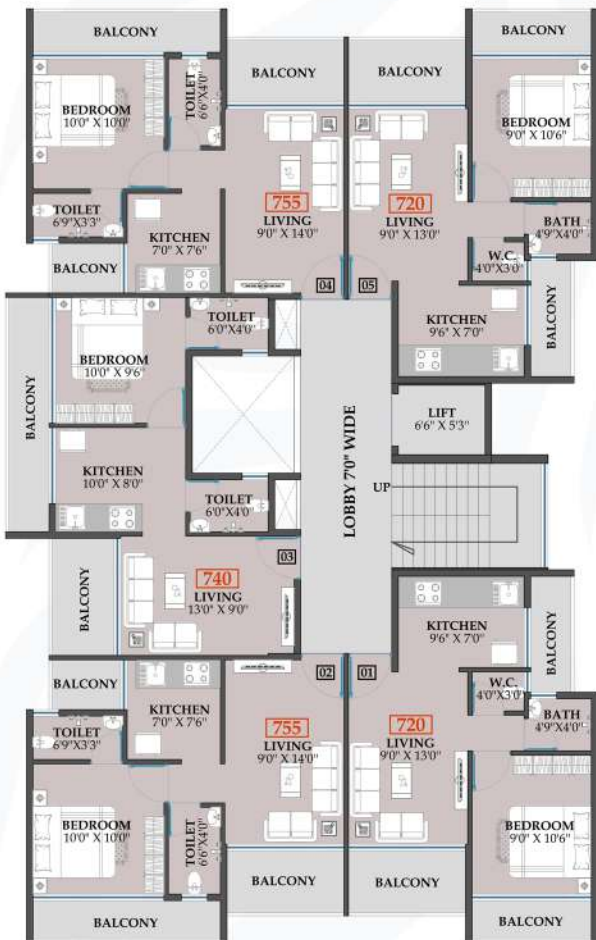 BALCONY
BALCONY
BALCONY
BALCONY
BEDROOM
10'0" X 10'0"
TOILET
6'6"X4'0"
BEDROOM
9'0" X 10'6"
755
LIVING
9'0" X 14'0"
720
LIVING
9'0" X 13'0"
TOILET
6'9"X3'3"
KITCHEN
7'0" X 7'6"
BATH
4'9"X4'0"
W.C.
4'0"X3'0"
BALCONY
04
05
KITCHEN
9'6" X 7'0"
BALCONY
TOILET
6'0"X4'0"
BEDROOM
10'0" X 9'6"
BALCONY
LIFT
6'6" X 5'3"
KITCHEN
10'0" X 8'0"
TOILET
6'0"X4'0"
LOBBY 7'0" WIDE
UP
03
740
LIVING
13'0" X 9'0"
BALCONY
KITCHEN
9'6" X 7'0"
BALCONY
BALCONY
KITCHEN
7'0" X 7'6"
02
01
W.C.
4'0"X3'0"
TOILET
6'9"X3'3"
755
LIVING
9'0" X 14'0"
720
LIVING
9'0" X 13'0"
BATH
4'9"X4'0"
BEDROOM
10'0" X 10'0"
TOILET
6'6"X4'0"
BEDROOM
9'0" X 10'6"
BALCONY
BALCONY
BALCONY
BALCONY